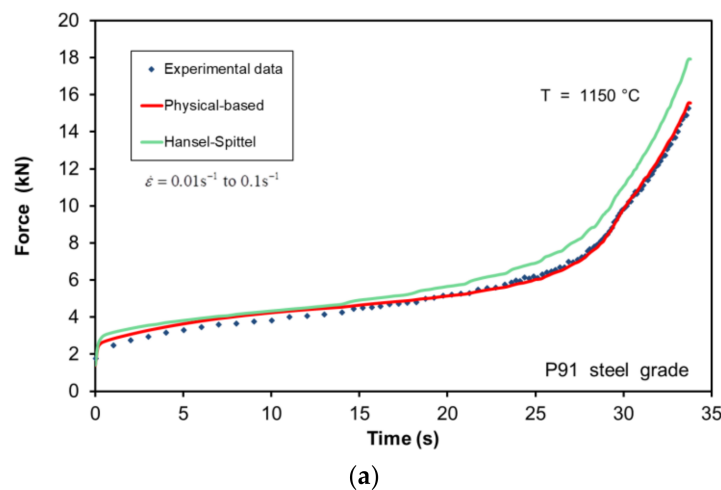 20
18
16
14
12
10
8
6
4
2
0
Force (kN)
Experimental data
Physical-based
Hansel-Spittel
ε̇ = 0.01s⁻¹ to 0.1s⁻¹
T = 1150 °C
P91 steel grade
0 5 10 15 20 25 30 35
Time (s)
(a)